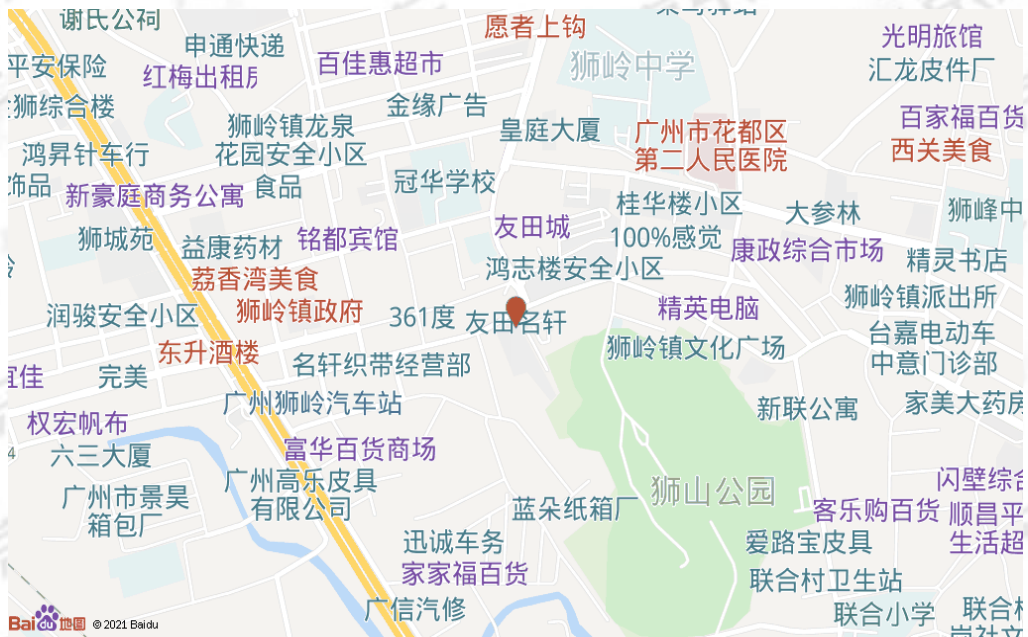 谢氏公祠
愿者上钩
光明旅馆
申通快递
平安保险
红梅出租
百佳惠超市
狮岭中学
汇龙皮件厂
狮综合楼
金缘广告
百家福百货
狮岭镇龙泉
花园安全小区
皇庭大厦
广州市花都区
第二人民医院
鸿昇针车行
西关美食
饰品
新豪庭商务公寓
食品
冠华学校
桂华楼小区
大参林
狮峰中
狮城苑
益康药材
铭都宾馆
友田城
100%感觉
康政综合市场
精灵书店
鸿志楼安全小区
荔香湾美食
润骏安全小区
狮岭镇政府
361度
友田名轩
精英电脑
狮岭镇派出所
台嘉电动车
中意门诊部
东升酒楼
狮岭镇文化广场
宜佳
完美
名轩织带经营部
广州狮岭汽车站
新联公寓
家美大药房
权宏帆布
六三大厦
富华百货商场
4
广州高乐皮具
有限公司
广州市景昊
箱包厂
狮山公园
闪壁综合
蓝朵纸箱厂
客乐购百货
顺昌平
生活超
迅诚车务
爱路宝皮具
家家福百货
联合村卫生站
广信汽修
联合小学
联合村
Baidu地图
© 2021 Baidu